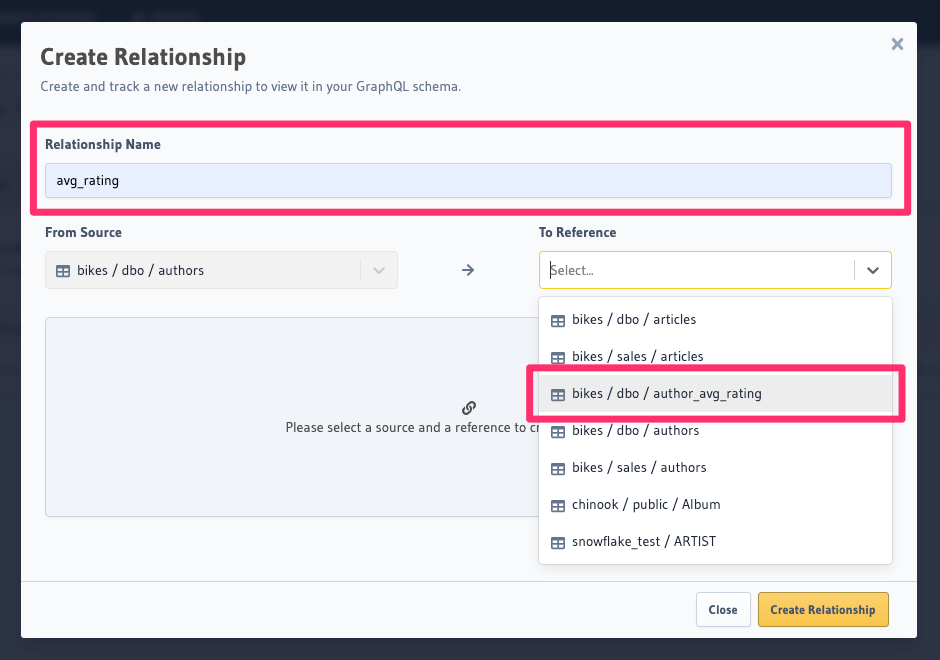 Create Relationship
Create and track a new relationship to view it in your GraphQL schema.
Relationship Name
avg_rating
From Source
To Reference
bikes / dbo / authors
Select...
bikes / dbo / articles
bikes / sales / articles
bikes / dbo / author_avg_rating
Please select a source and a reference to
bikes / dbo / authors
bikes / sales / authors
chinook / public / Album
snowflake_test / ARTIST
Close
Create Relationship